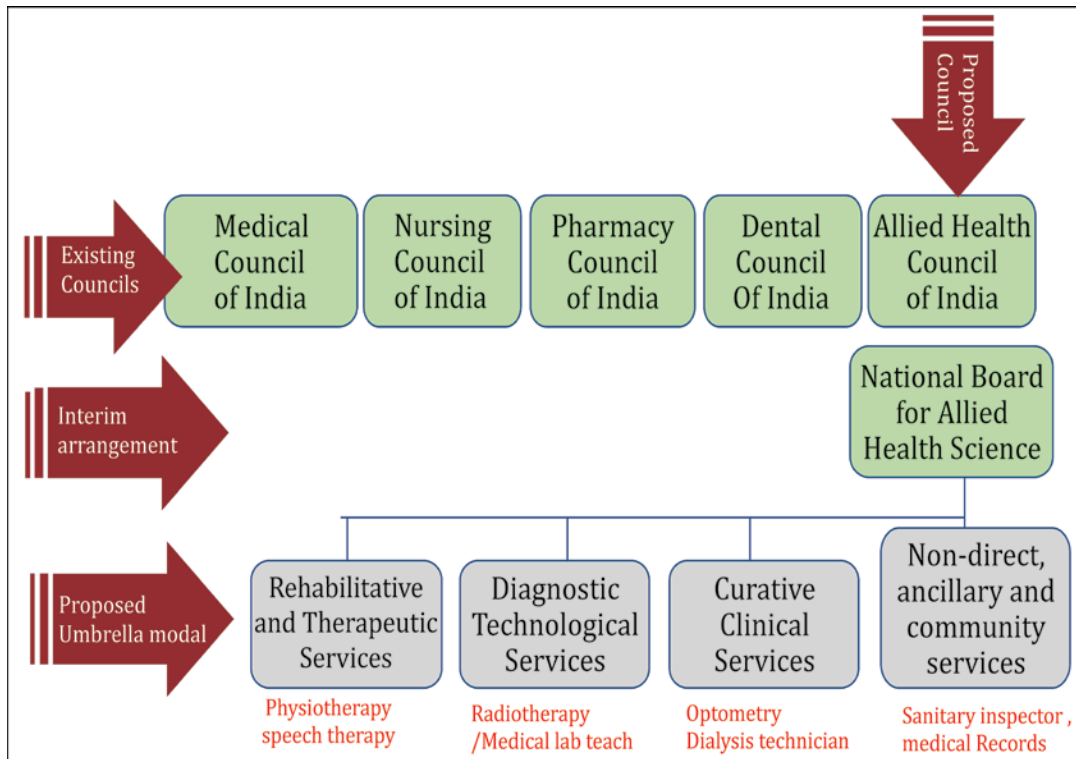 Proposed
Council
Existing
Councils
Medical
Council
of India
Nursing
Council
of India
Pharmacy
Council
of India
Dental
Council
Of India
Allied Health
Council
of India
Interim
arrangement
National Board
for Allied
Health Science
Proposed
Umbrella modal
Rehabilitative
and Therapeutic
Services
Diagnostic
Technological
Services
Curative
Clinical
Services
Non-direct,
ancillary and
community
services
Physiotherapy
speech therapy
Radiotherapy
/Medical lab teach
Optometry
Dialysis technician
Sanitary inspector ,
medical Records